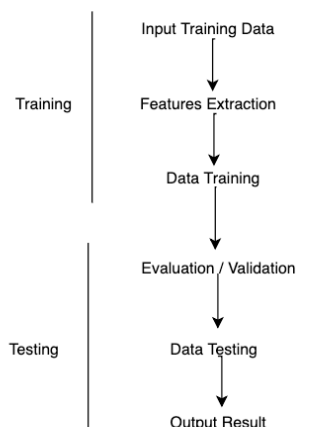 Input Training Data
Training
Features Extraction
Data Training
Evaluation / Validation
Testing
Data Testing
Output Result